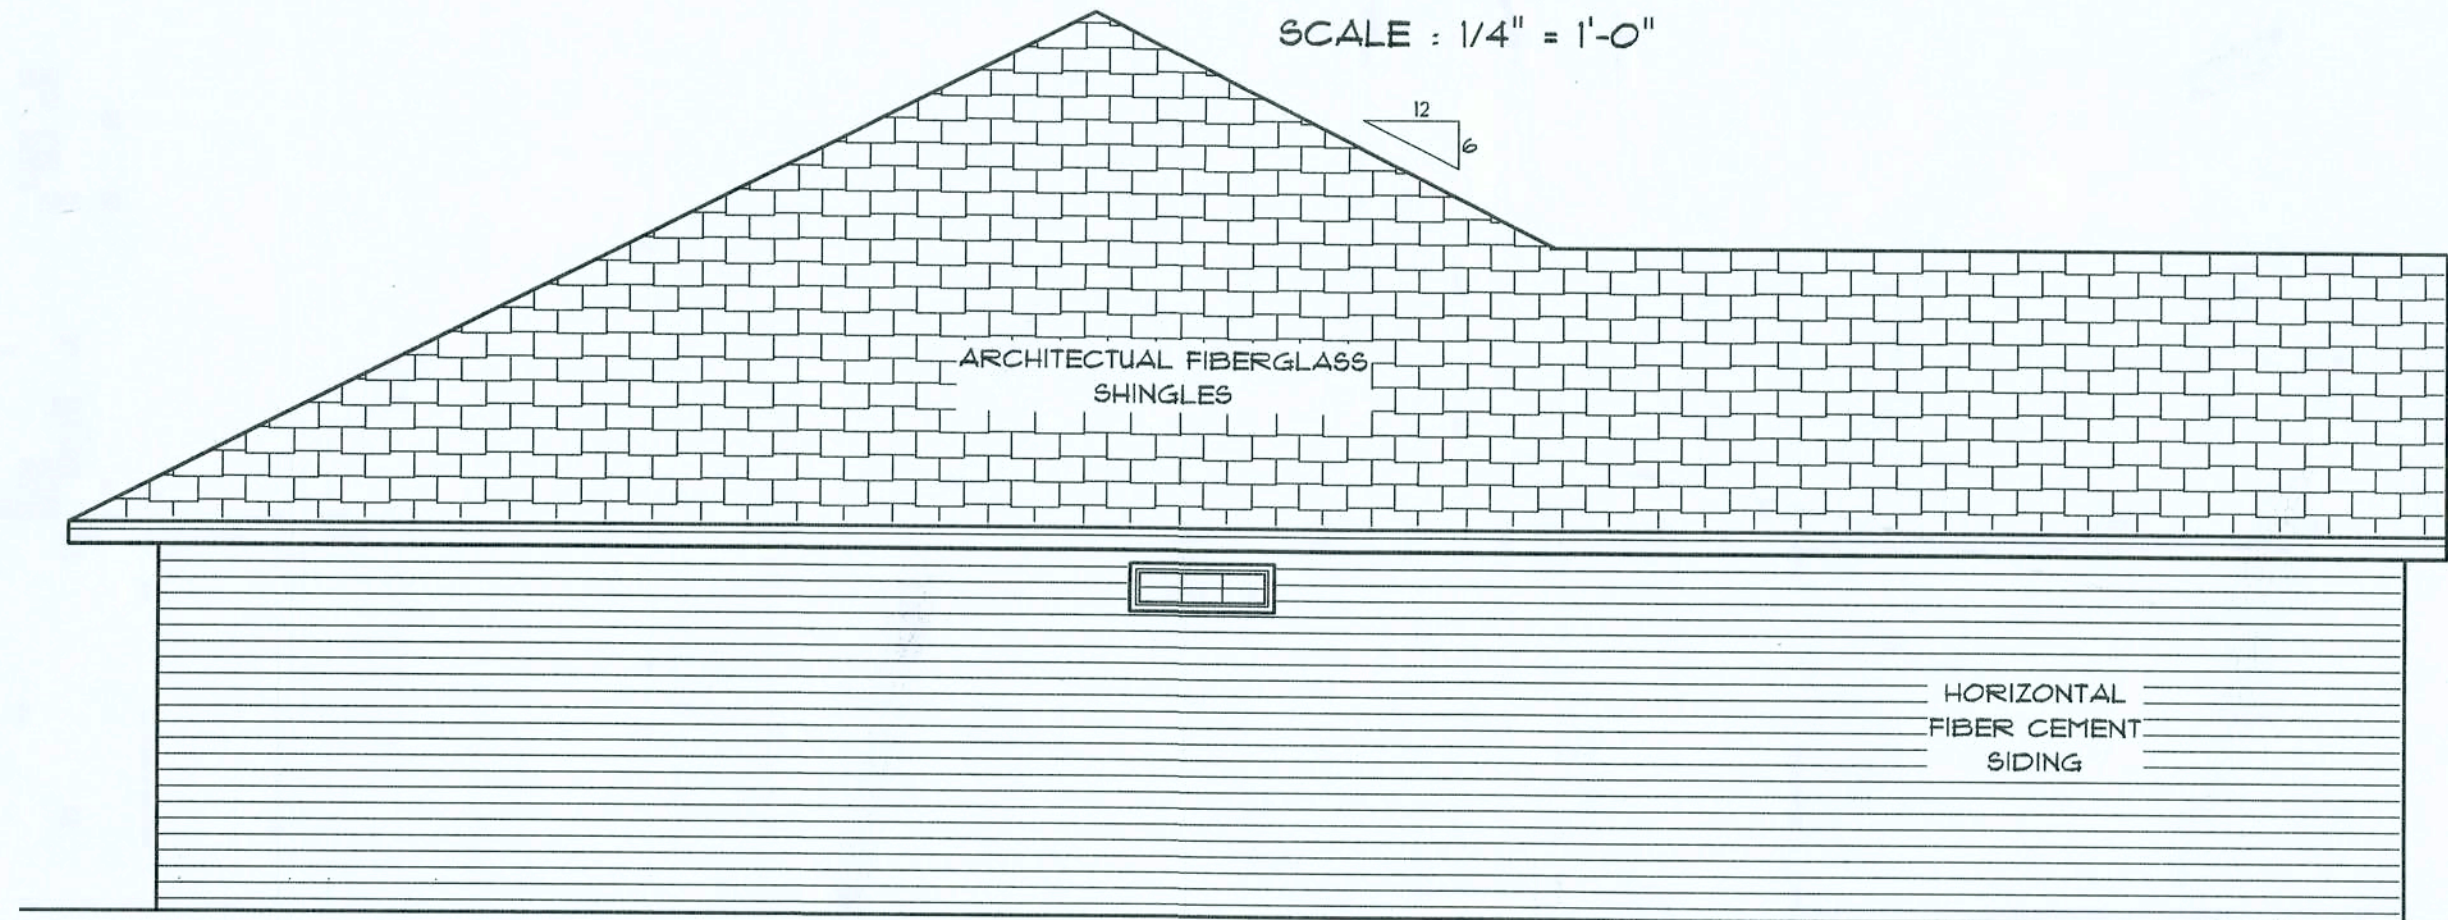 SCALE : 1/4" = 1'-0"
12
6
ARCHITECTUAL FIBERGLASS
SHINGLES
HORIZONTAL
FIBER CEMENT
SIDING